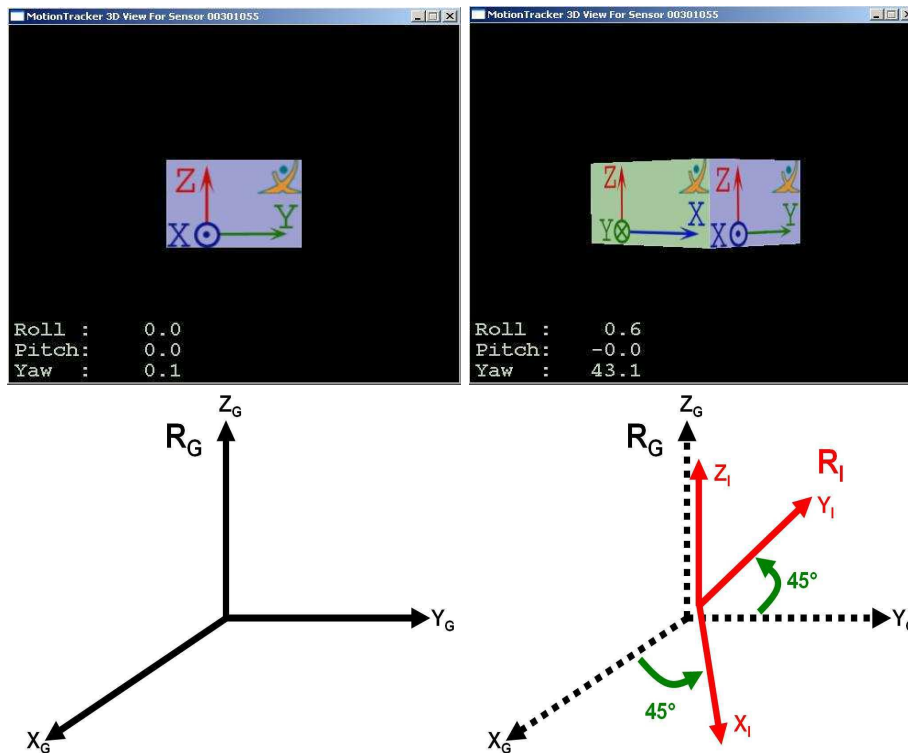 MotionTracker 3D View For Sensor 00301055
Z
Y
X
Roll : 0.0
Pitch: 0.0
Yaw : 0.1
MotionTracker 3D View For Sensor 00301055
Z Z
X Y
Y X
Roll : 0.6
Pitch: -0.0
Yaw : 43.1
Z_G
R_G
Y_G
X_G
Z_G
R_G
Z_I
R_I
Y_I
45°
Y_G
45°
X_G
X_I